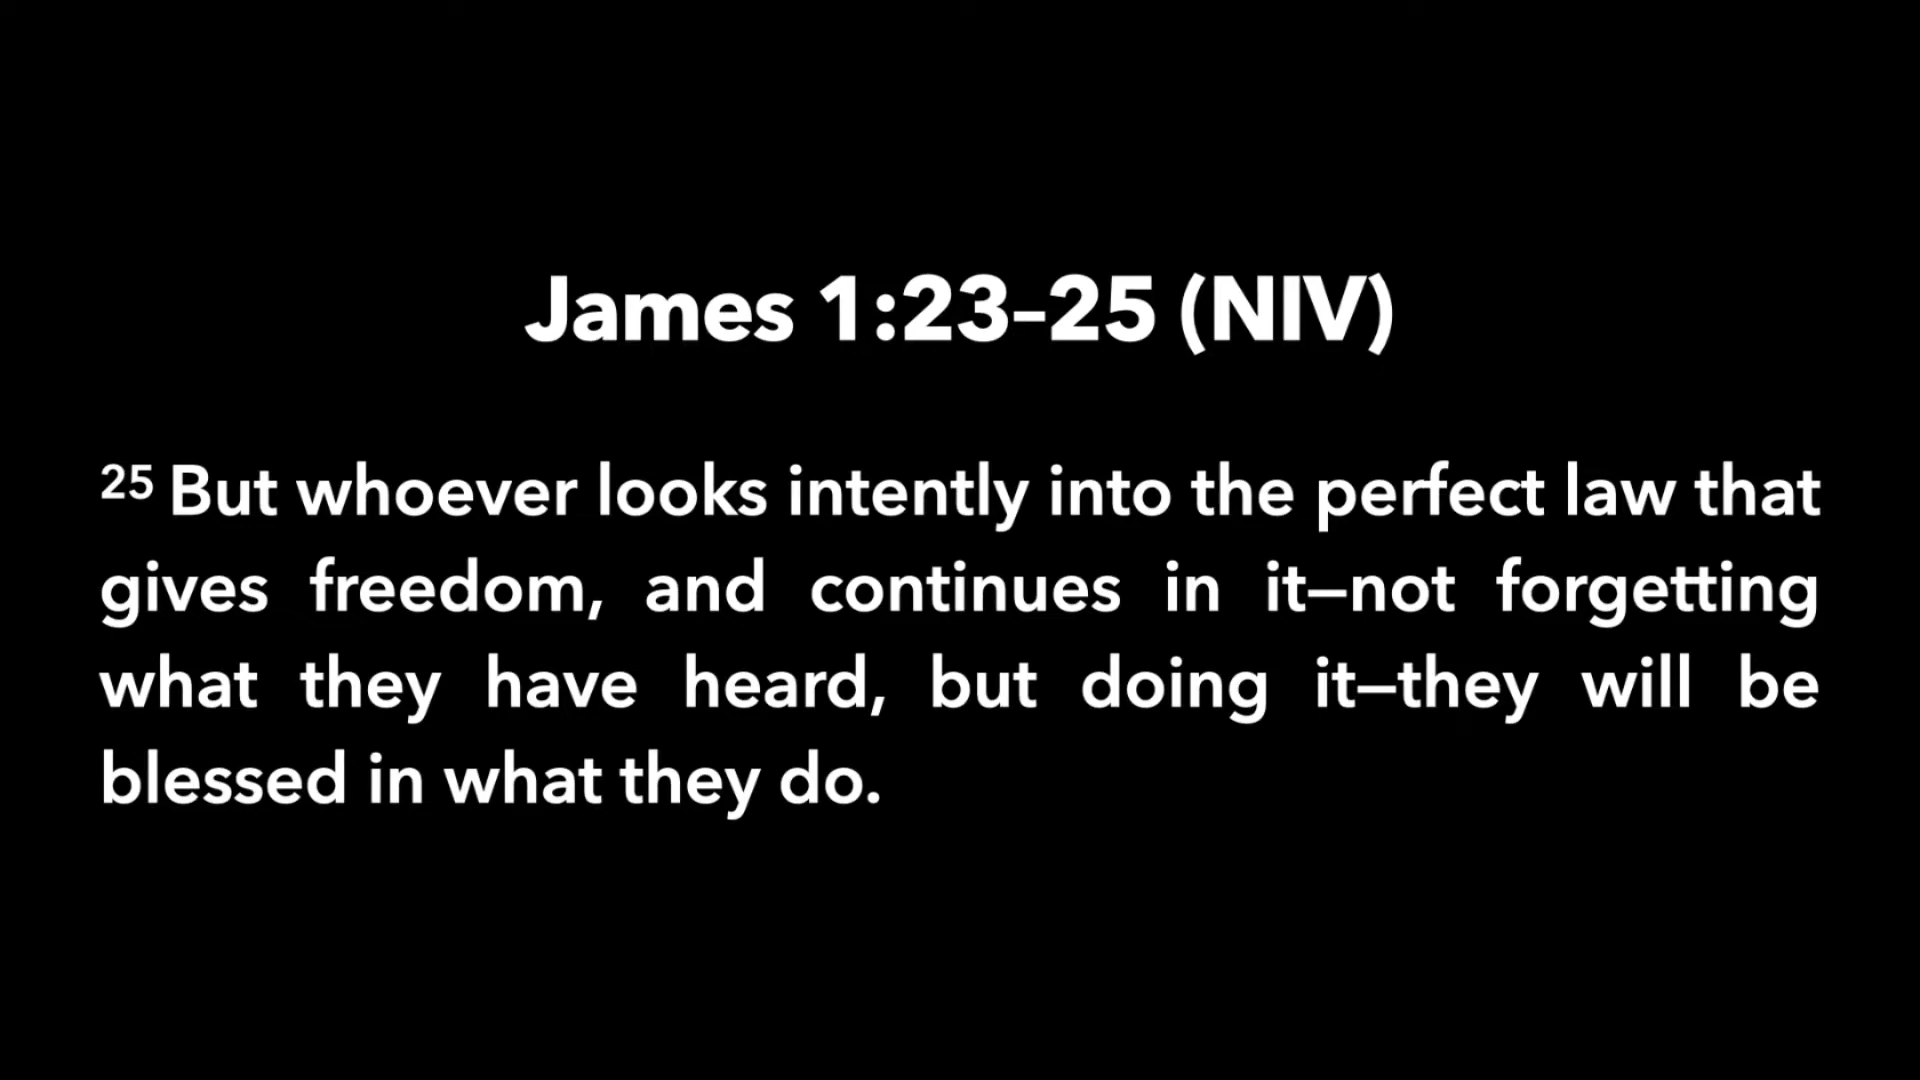 James 1:23–25 (NIV)
25 But whoever looks intently into the perfect law that
gives freedom, and continues in it—not forgetting
what they have heard, but doing it—they will be
blessed in what they do.